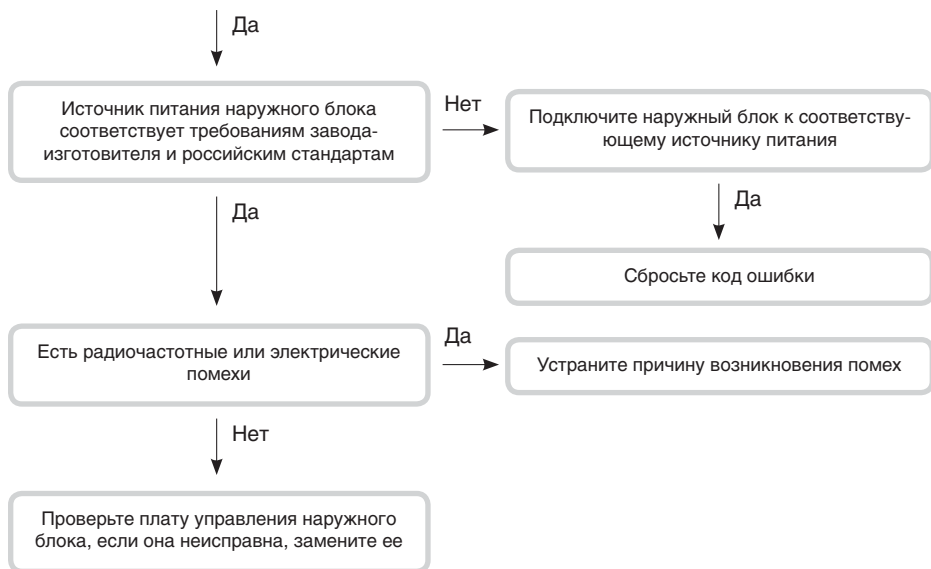 Да
Источник питания наружного блока
соответствует требованиям завода-
изготовителя и российским стандартам
Нет
Подключите наружный блок к соответству-
ющему источнику питания
Да
Да
Сбросьте код ошибки
Есть радиочастотные или электрические
помехи
Да
Устраните причину возникновения помех
Нет
Проверьте плату управления наружного
блока, если она неисправна, замените ее